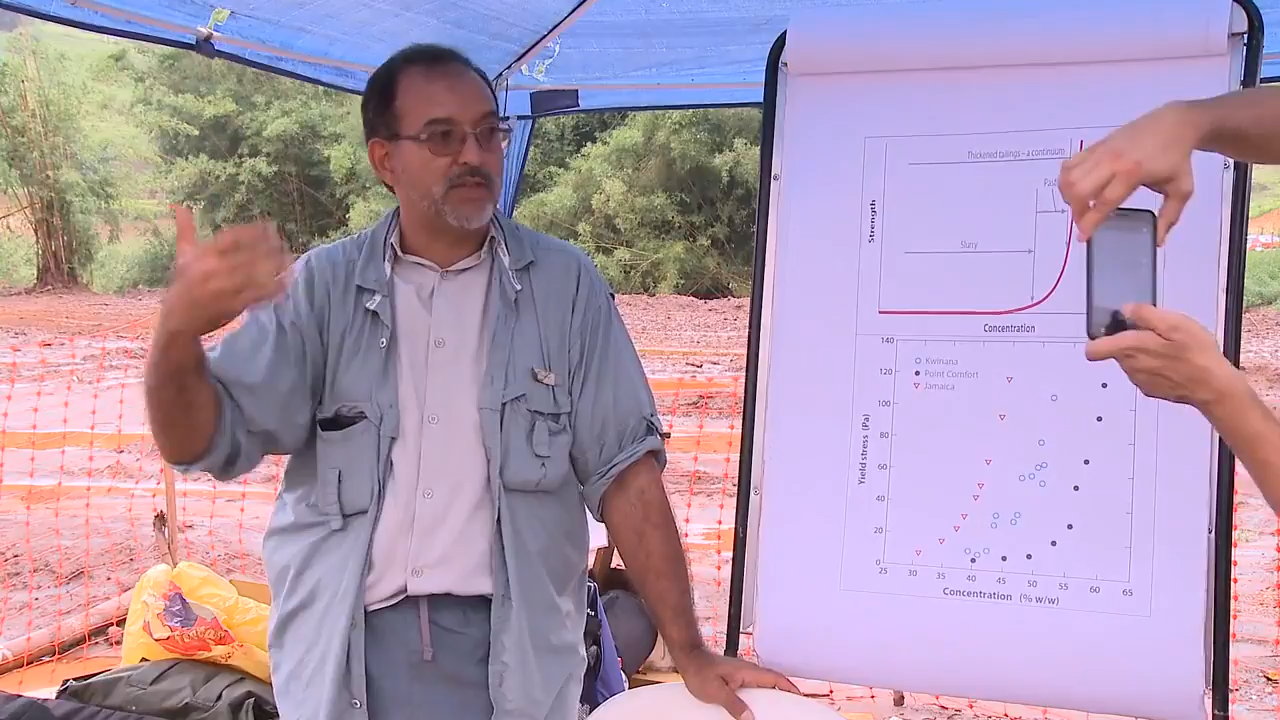 Thickened tailings – a continuum
Strength
Slurry
Concentration
Kwinana
Point Comfort
Jamaica
Yield stress (Pa)
140
120
100
80
60
40
20
0
25
30
35
40
45
50
55
60
65
Concentration (% w/w)